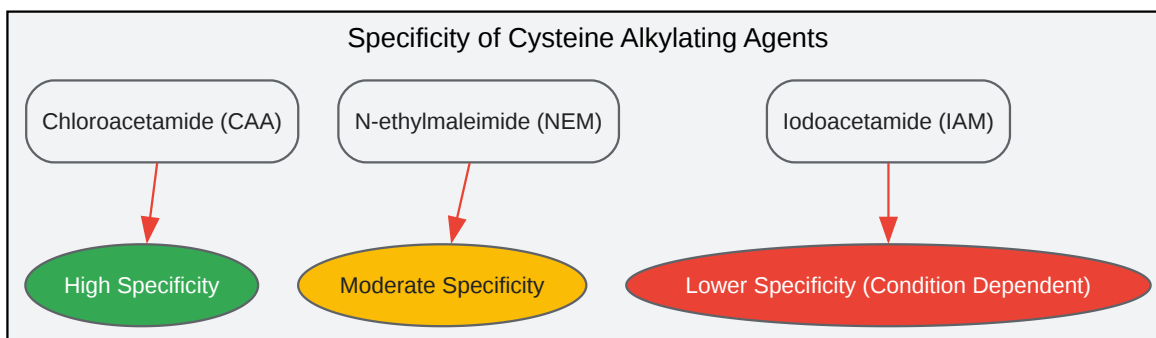 Specificity of Cysteine Alkylating Agents
Chloroacetamide (CAA)
N-ethylmaleimide (NEM)
Iodoacetamide (IAM)
High Specificity
Moderate Specificity
Lower Specificity (Condition Dependent)